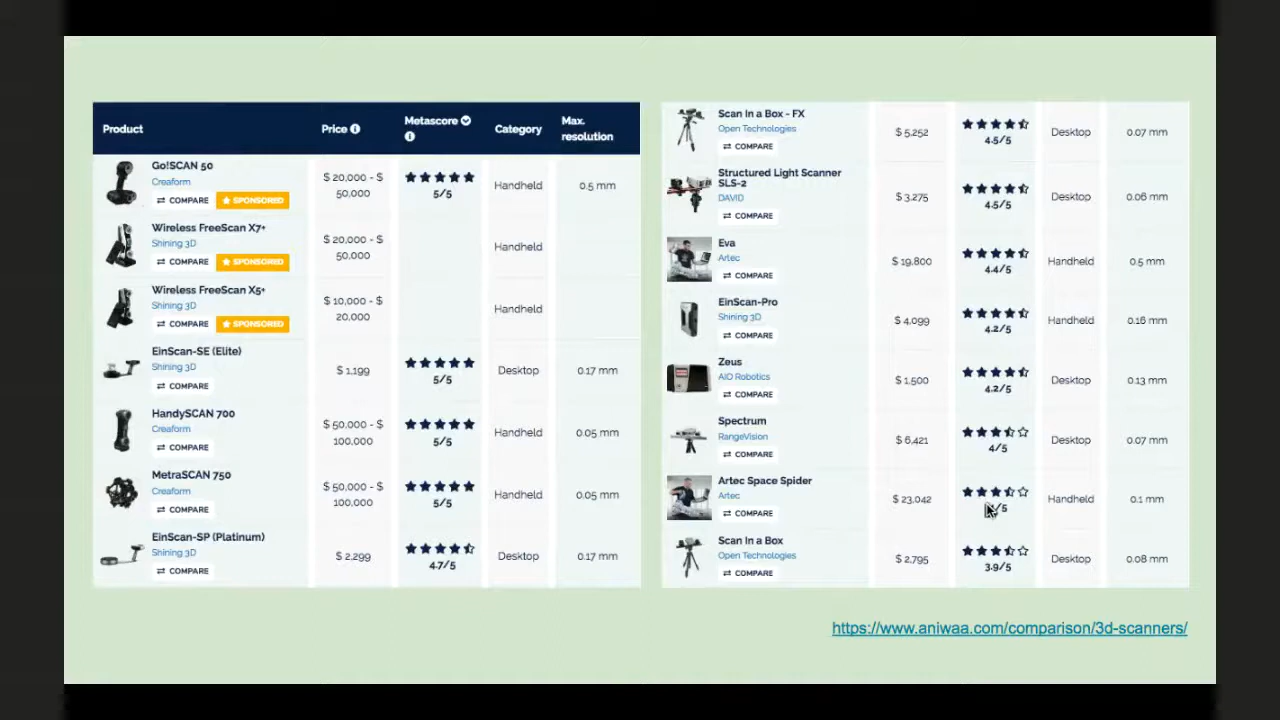 Product
Price
Metascore
Category
Max. resolution
Go!SCAN 50
Creaform
COMPARE
SPONSORED
$ 20,000 - $ 50,000
5/5
Handheld
0.5 mm
Wireless FreeScan X7+
Shining 3D
COMPARE
SPONSORED
$ 20,000 - $ 50,000
Handheld
Wireless FreeScan X5+
Shining 3D
COMPARE
SPONSORED
$ 10,000 - $ 20,000
Handheld
EinScan-SE (Elite)
Shining 3D
COMPARE
$ 1,199
5/5
Desktop
0.17 mm
HandySCAN 700
Creaform
COMPARE
$ 50,000 - $ 100,000
5/5
Handheld
0.05 mm
MetraSCAN 750
Creaform
COMPARE
$ 50,000 - $ 100,000
5/5
Handheld
0.05 mm
EinScan-SP (Platinum)
Shining 3D
COMPARE
$ 2,299
4.7/5
Desktop
0.17 mm
Scan In a Box - FX
Open Technologies
COMPARE
$ 5,252
4.5/5
Desktop
0.07 mm
Structured Light Scanner
SLS-2
DAVID
COMPARE
$ 3,275
4.5/5
Desktop
0.06 mm
Eva
Artec
COMPARE
$ 19,800
4.4/5
Handheld
0.5 mm
EinScan-Pro
Shining 3D
COMPARE
$ 4,099
4.2/5
Handheld
0.16 mm
Zeus
AIO Robotics
COMPARE
$ 1,500
4.2/5
Desktop
0.13 mm
Spectrum
RangeVision
COMPARE
$ 6,421
4/5
Desktop
0.07 mm
Artec Space Spider
Artec
COMPARE
$ 23,042
/5
Handheld
0.1 mm
Scan In a Box
Open Technologies
COMPARE
$ 2,795
3.9/5
Desktop
0.08 mm
https://www.aniwaa.com/comparison/3d-scanners/